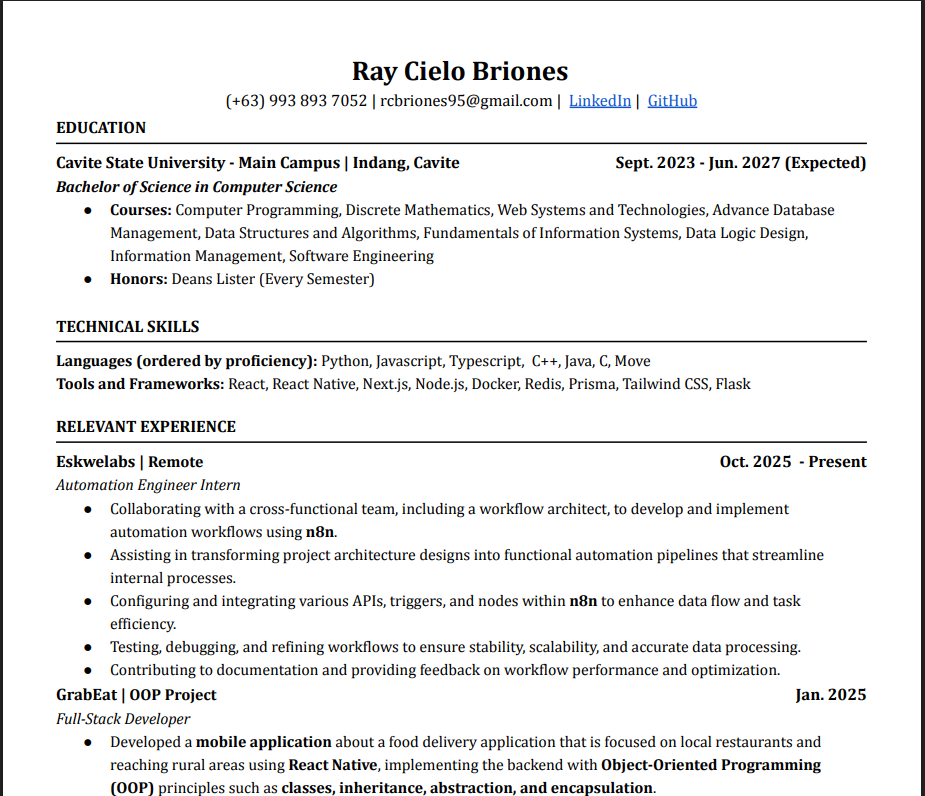 Ray Cielo Briones
(+63) 993 893 7052 | rcbriones95@gmail.com | LinkedIn | GitHub
EDUCATION
Cavite State University - Main Campus | Indang, Cavite Sept. 2023 - Jun. 2027 (Expected)
Bachelor of Science in Computer Science
● Courses: Computer Programming, Discrete Mathematics, Web Systems and Technologies, Advance Database
Management, Data Structures and Algorithms, Fundamentals of Information Systems, Data Logic Design,
Information Management, Software Engineering
● Honors: Deans Lister (Every Semester)
TECHNICAL SKILLS
Languages (ordered by proficiency): Python, Javascript, Typescript, C++, Java, C, Move
Tools and Frameworks: React, React Native, Next.js, Node.js, Docker, Redis, Prisma, Tailwind CSS, Flask
RELEVANT EXPERIENCE
Eskwelabs | Remote Oct. 2025 - Present
Automation Engineer Intern
● Collaborating with a cross-functional team, including a workflow architect, to develop and implement
automation workflows using n8n.
● Assisting in transforming project architecture designs into functional automation pipelines that streamline
internal processes.
● Configuring and integrating various APIs, triggers, and nodes within n8n to enhance data flow and task
efficiency.
● Testing, debugging, and refining workflows to ensure stability, scalability, and accurate data processing.
● Contributing to documentation and providing feedback on workflow performance and optimization.
GrabEat | OOP Project Jan. 2025
Full-Stack Developer
● Developed a mobile application about a food delivery application that is focused on local restaurants and
reaching rural areas using React Native, implementing the backend with Object-Oriented Programming
(OOP) principles such as classes, inheritance, abstraction, and encapsulation.